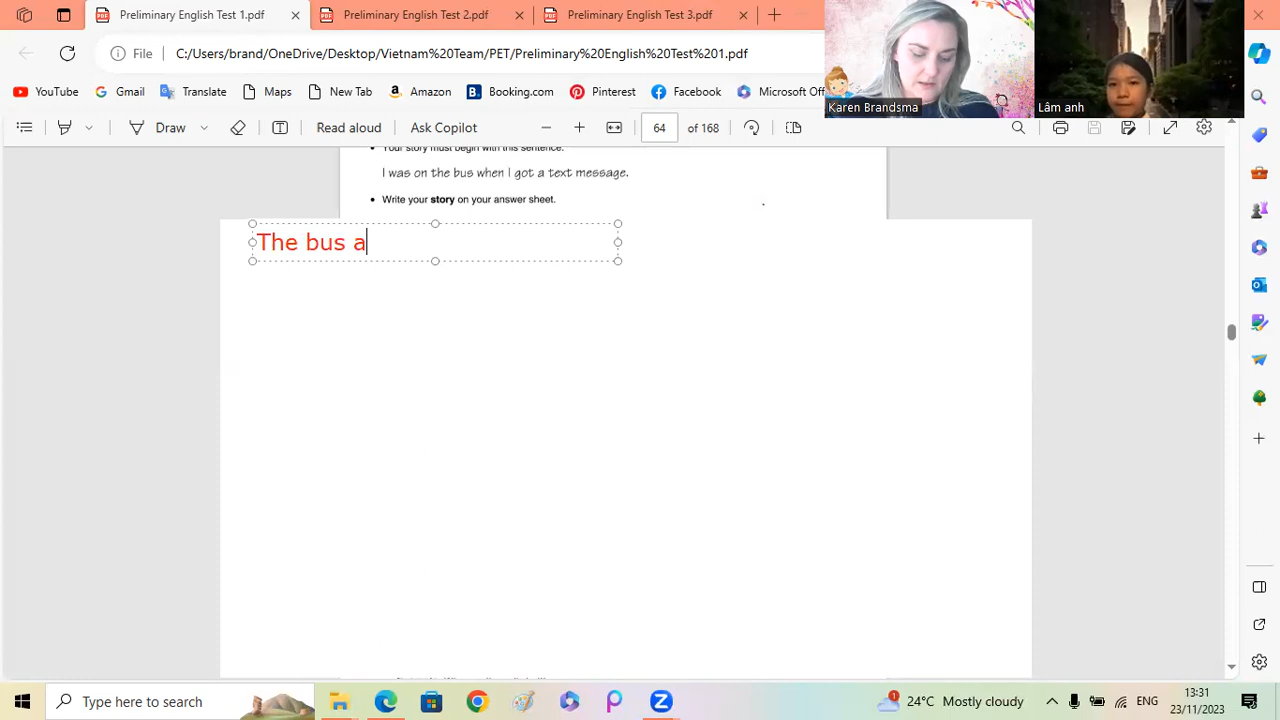 Preliminary English Test 1.pdf
Preliminary English Test 2.pdf
Preliminary English Test 3.pdf
File
C:/Users/brand/OneDrive/Desktop/Vietnam%20Team/PET/Preliminary%20English%20Test%201.pdf
YouTube
Gmail
Translate
Maps
New Tab
Amazon
Booking.com
Pinterest
Facebook
Microsoft Off
Karen Brandsma
Lâm anh
Draw
Read aloud
Ask Copilot
64 of 168
Your story must begin with this sentence:
I was on the bus when I got a text message.
Write your story on your answer sheet.
The bus a
Type here to search
1
24°C Mostly cloudy
ENG
13:31
23/11/2023